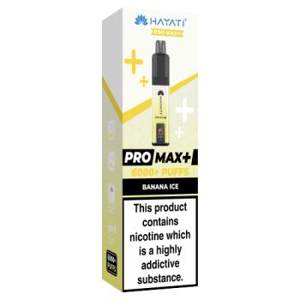 HAYATI®
PRO MAX+
PRO MAX+
6000+ PUFFS
BANANA ICE
This product
contains
nicotine which
is a highly
addictive
substance.